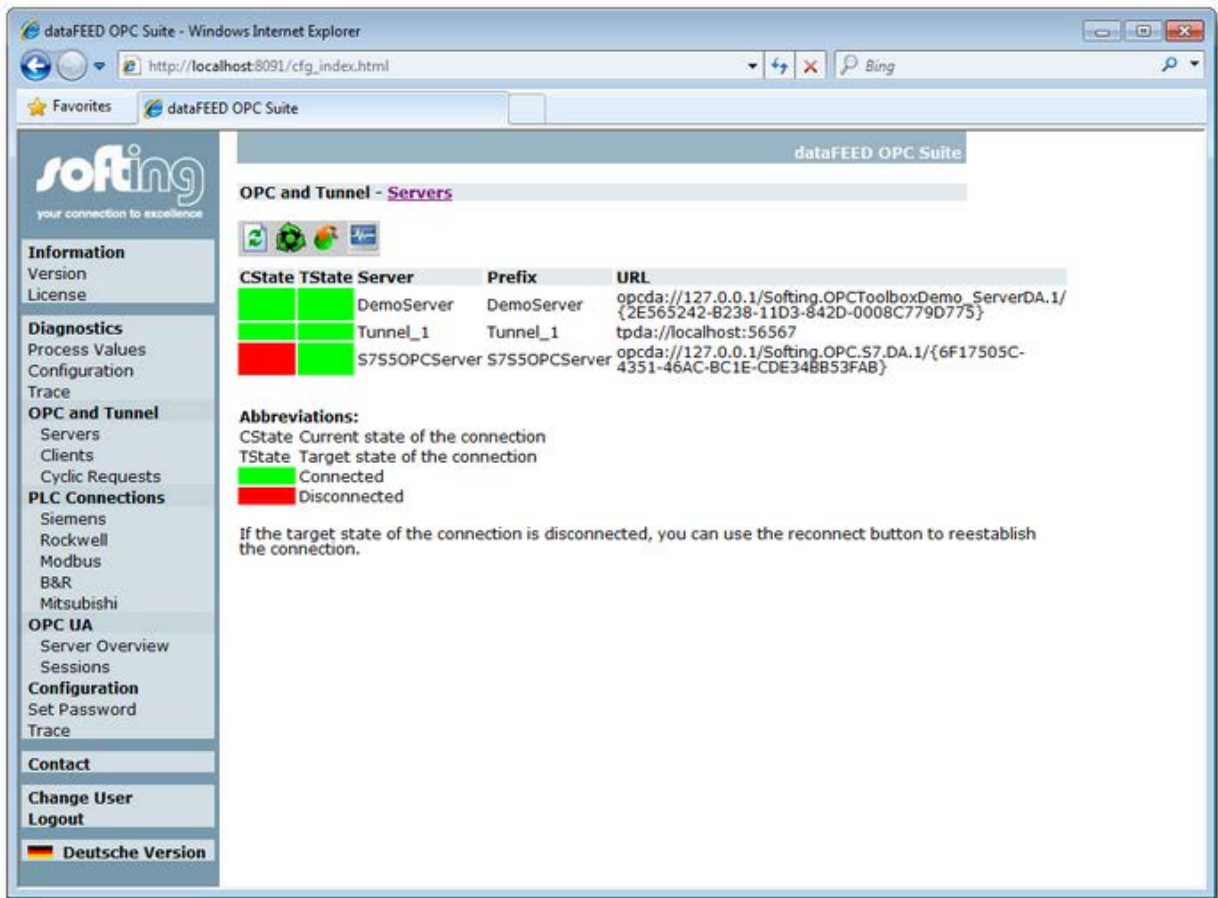 dataFEED OPC Suite - Windows Internet Explorer
http://localhost:8091/cfg_index.html
Bing
Favorites
dataFEED OPC Suite
softing
your connection to excellence
Information
Version
License
Diagnostics
Process Values
Configuration
Trace
OPC and Tunnel
Servers
Clients
Cyclic Requests
PLC Connections
Siemens
Rockwell
Modbus
B&R
Mitsubishi
OPC UA
Server Overview
Sessions
Configuration
Set Password
Trace
Contact
Change User
Logout
Deutsche Version
dataFEED OPC Suite
OPC and Tunnel - Servers
CState TState Server Prefix URL
DemoServer DemoServer opcda://127.0.0.1/Softing.OPCToolboxDemo_ServerDA.1/
{2E565242-B238-11D3-842D-0008C779D775}
Tunnel_1 Tunnel_1 tpda://localhost:56567
S7S5OPCServer S7S5OPCServer opcda://127.0.0.1/Softing.OPC.S7.DA.1/{6F17505C-
4351-46AC-BC1E-CDE34BB53FAB}
Abbreviations:
CState Current state of the connection
TState Target state of the connection
Connected
Disconnected
If the target state of the connection is disconnected, you can use the reconnect button to reestablish
the connection.